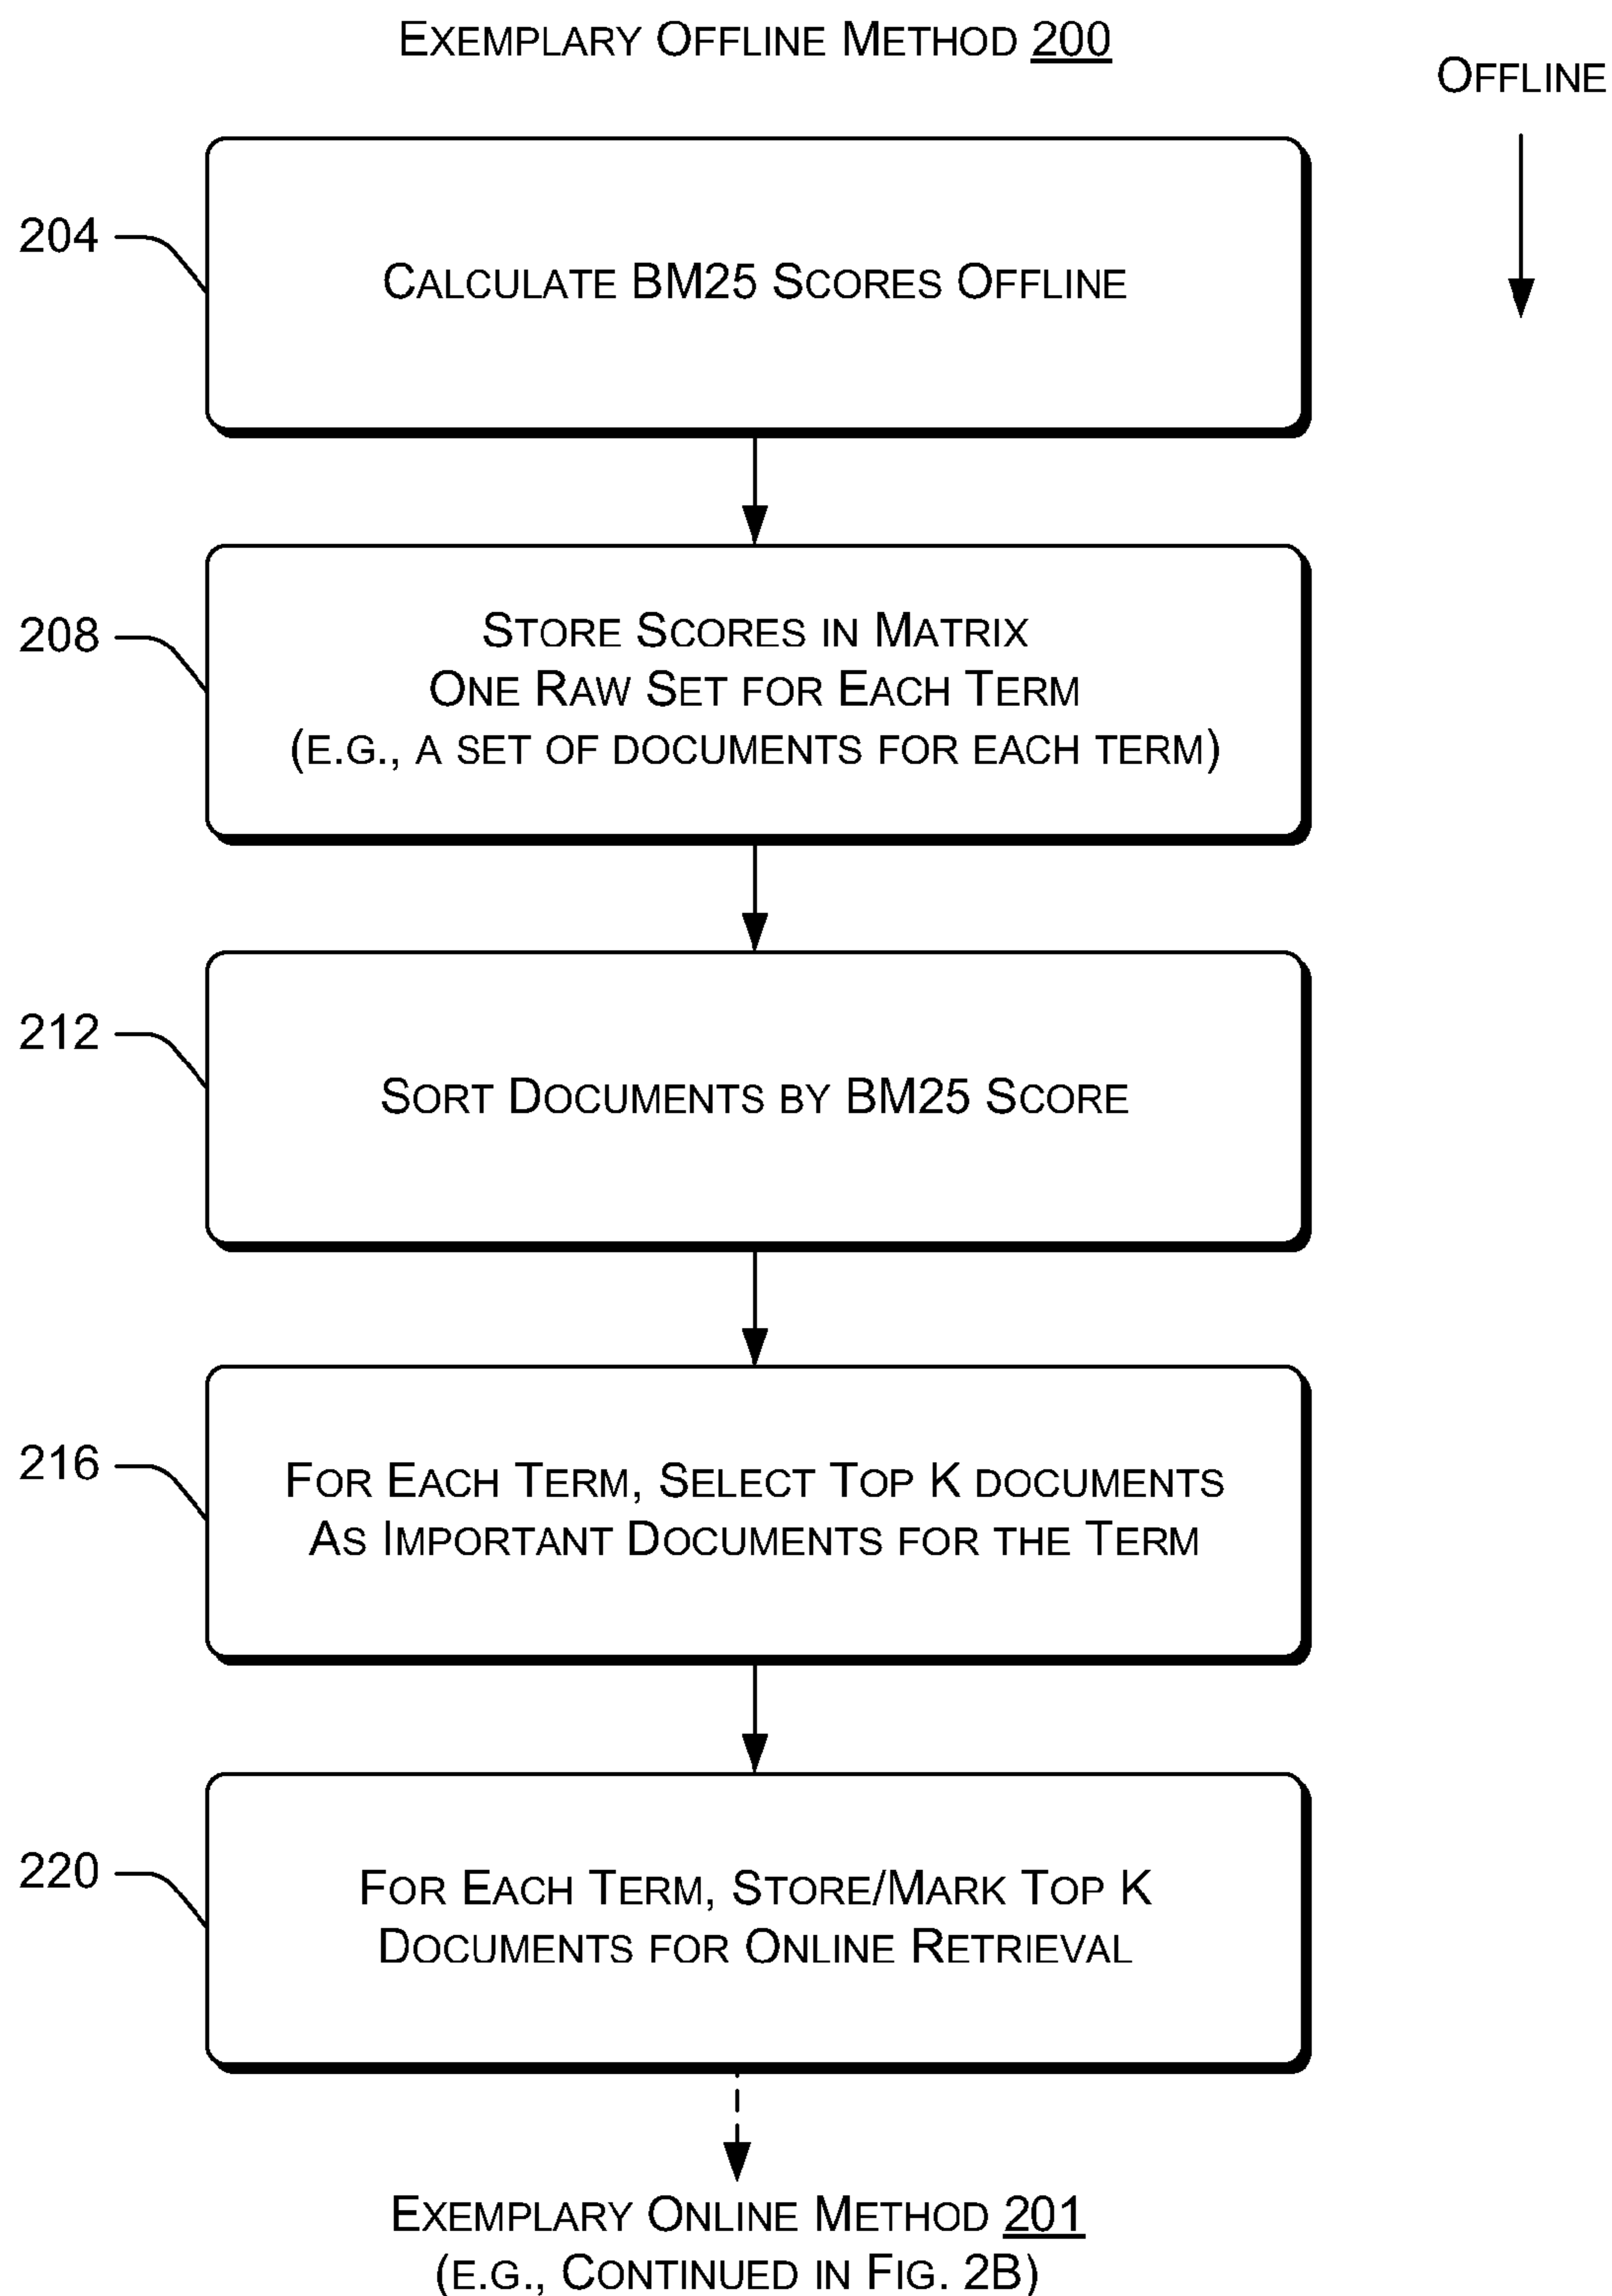 EXEMPLARY OFFLINE METHOD 200
OFFLINE
204
CALCULATE BM25 SCORES OFFLINE
208
STORE SCORES IN MATRIX
ONE RAW SET FOR EACH TERM
(E.G., A SET OF DOCUMENTS FOR EACH TERM)
212
SORT DOCUMENTS BY BM25 SCORE
216
FOR EACH TERM, SELECT TOP K DOCUMENTS
AS IMPORTANT DOCUMENTS FOR THE TERM
220
FOR EACH TERM, STORE/MARK TOP K
DOCUMENTS FOR ONLINE RETRIEVAL
EXEMPLARY ONLINE METHOD 201
(E.G., CONTINUED IN FIG. 2B)